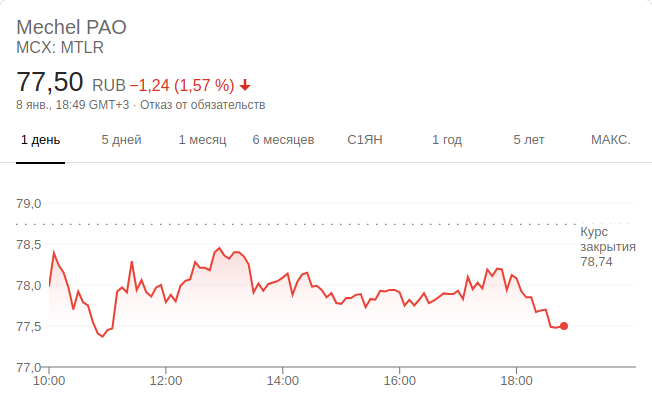 Mechel PAO
MCX: MTLR
77,50 RUB −1,24 (1,57 %)
8 янв., 18:49 GMT+3 · Отказ от обязательств
1 день 5 дней 1 месяц 6 месяцев С1ЯН 1 год 5 лет МАКС.
79,0
Курс
закрытия
78,74
78,5
78,0
77,5
77,0
10:00 12:00 14:00 16:00 18:00